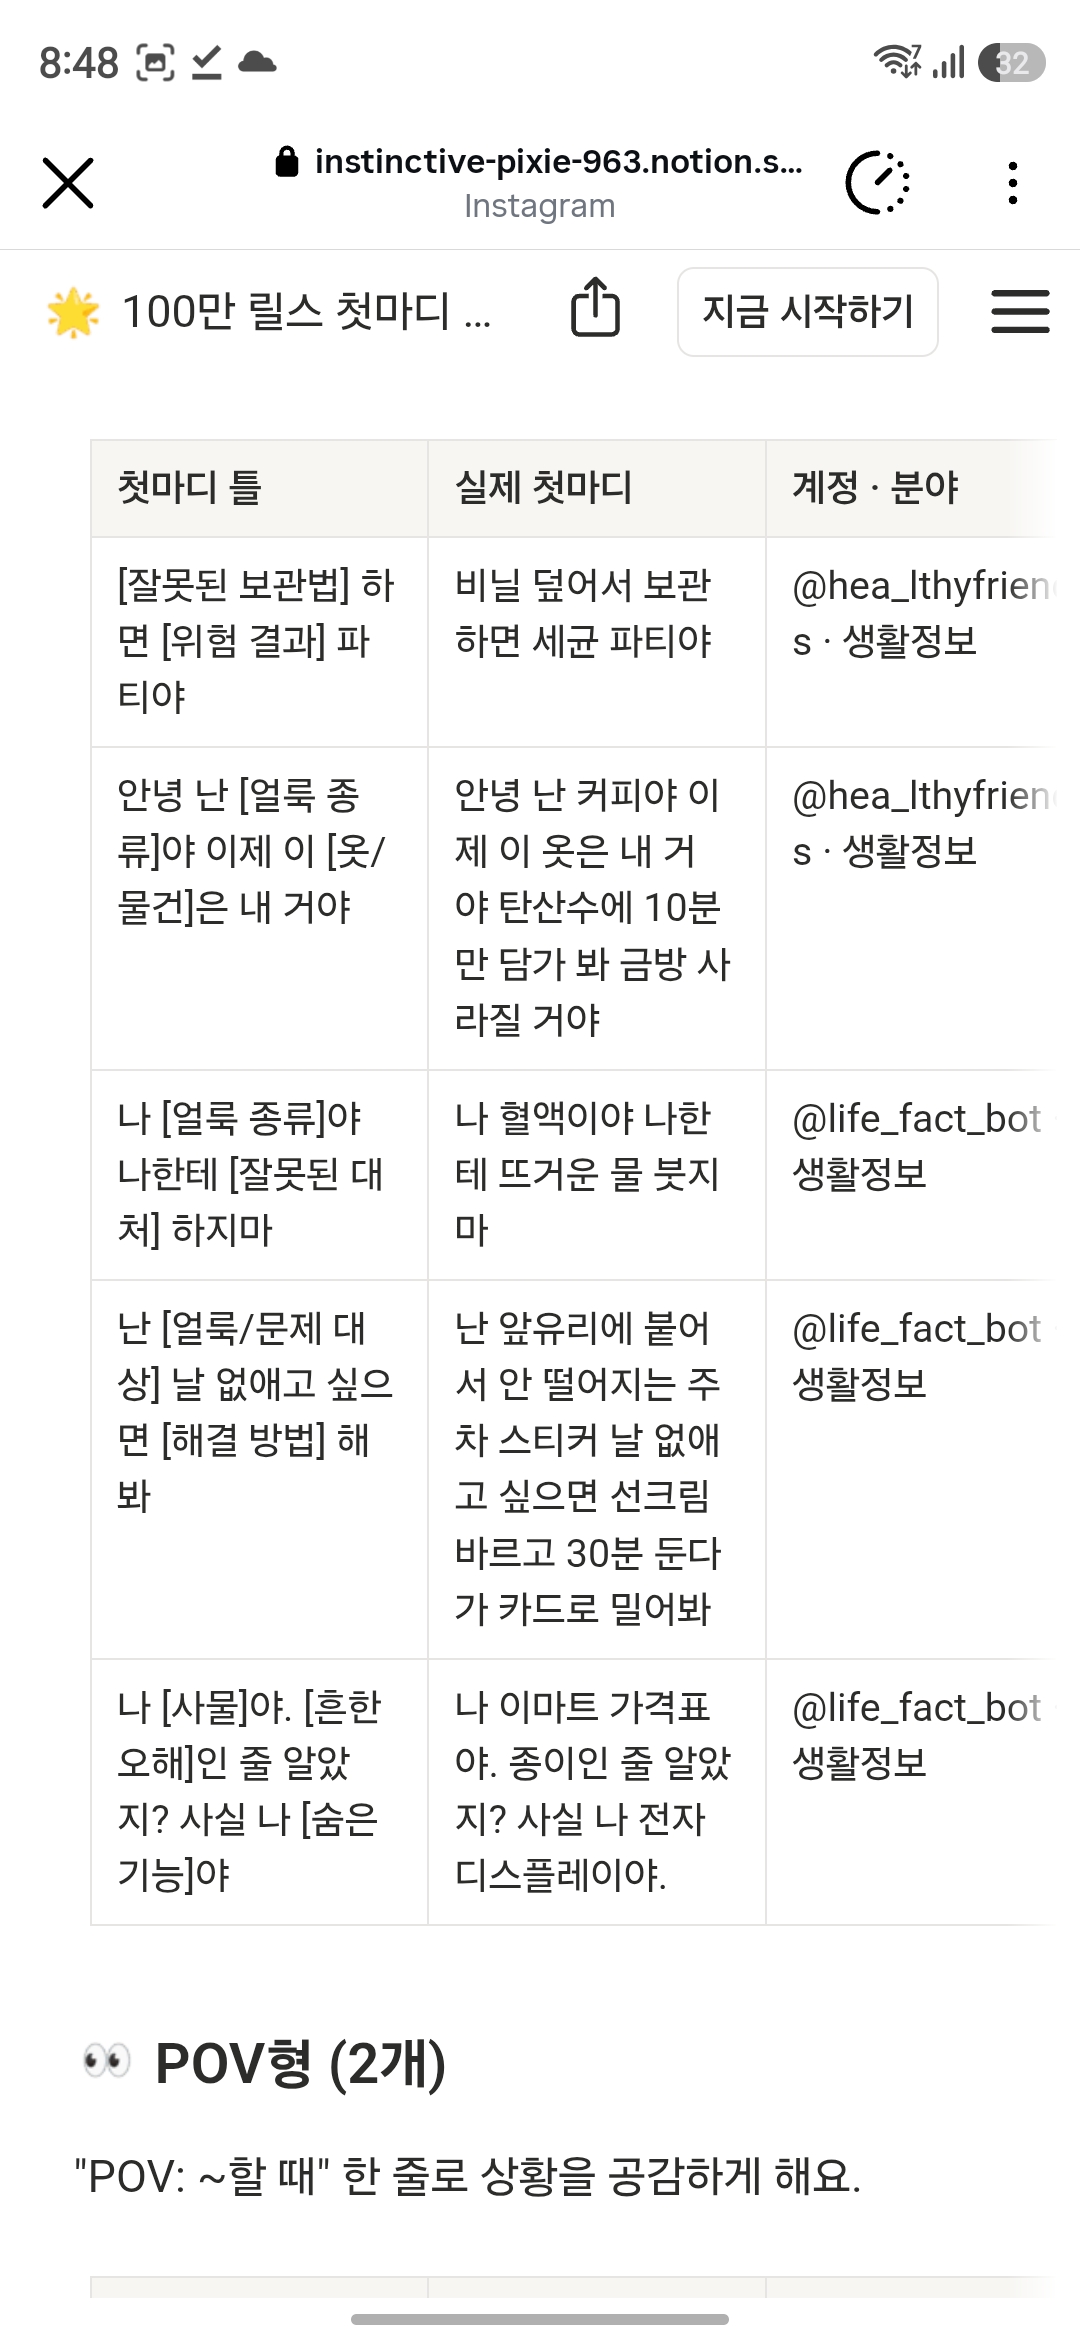 8:48
7
32
instinctive-pixie-963.notion.s...
Instagram
🌟 100만 릴스 첫마디 ...
지금 시작하기
첫마디 틀
실제 첫마디
계정 · 분야
[잘못된 보관법] 하
면 [위험 결과] 파
티야
비닐 덮어서 보관
하면 세균 파티야
@hea_lthyfrien
s · 생활정보
안녕 난 [얼룩 종
류]야 이제 이 [옷/
물건]은 내 거야
안녕 난 커피야 이
제 이 옷은 내 거
야 탄산수에 10분
만 담가 봐 금방 사
라질 거야
@hea_lthyfrien
s · 생활정보
나 [얼룩 종류]야
나한테 [잘못된 대
처] 하지마
나 혈액이야 나한
테 뜨거운 물 붓지
마
@life_fact_bot
생활정보
난 [얼룩/문제 대
상] 날 없애고 싶으
면 [해결 방법] 해
봐
난 앞유리에 붙어
서 안 떨어지는 주
차 스티커 날 없애
고 싶으면 선크림
바르고 30분 둔다
가 카드로 밀어봐
@life_fact_bot
생활정보
나 [사물]야. [흔한
오해]인 줄 알았
지? 사실 나 [숨은
기능]야
나 이마트 가격표
야. 종이인 줄 알았
지? 사실 나 전자
디스플레이야.
@life_fact_bot
생활정보
👀 POV형 (2개)
"POV: ~할 때" 한 줄로 상황을 공감하게 해요.